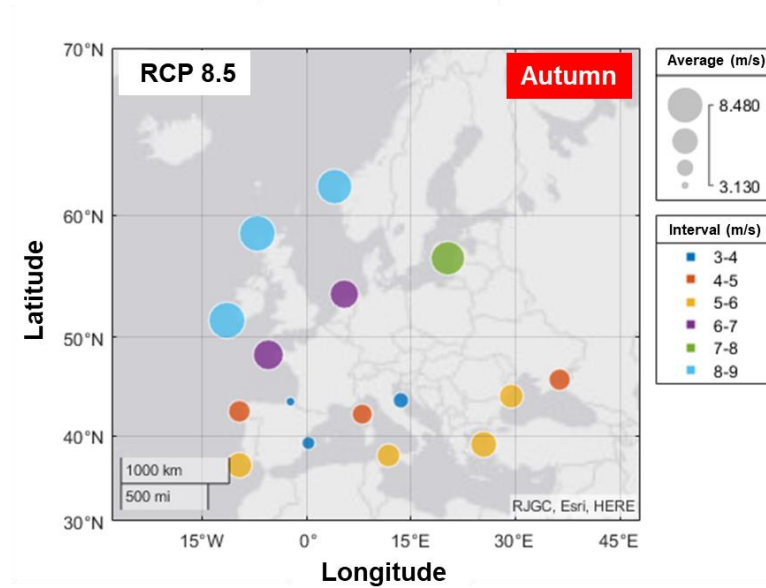 70°N
RCP 8.5
Autumn
Average (m/s)
8.480
3.130
60°N
Interval (m/s)
3-4
4-5
5-6
6-7
7-8
8-9
Latitude
50°N
40°N
1000 km
500 mi
RJGC, Esri, HERE
30°N
15°W
0°
15°E
30°E
45°E
Longitude